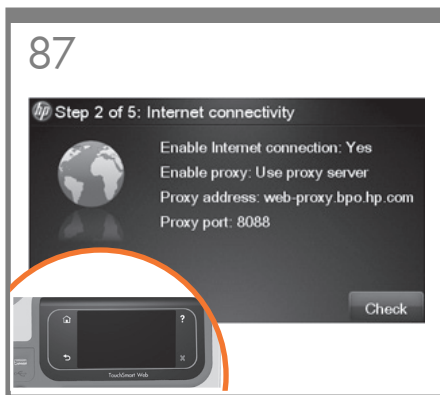 87
hp Step 2 of 5: Internet connectivity
Enable Internet connection: Yes
Enable proxy: Use proxy server
Proxy address: web-proxy.bpo.hp.com
Proxy port: 8088
Check
?
x
TouchSmart Web